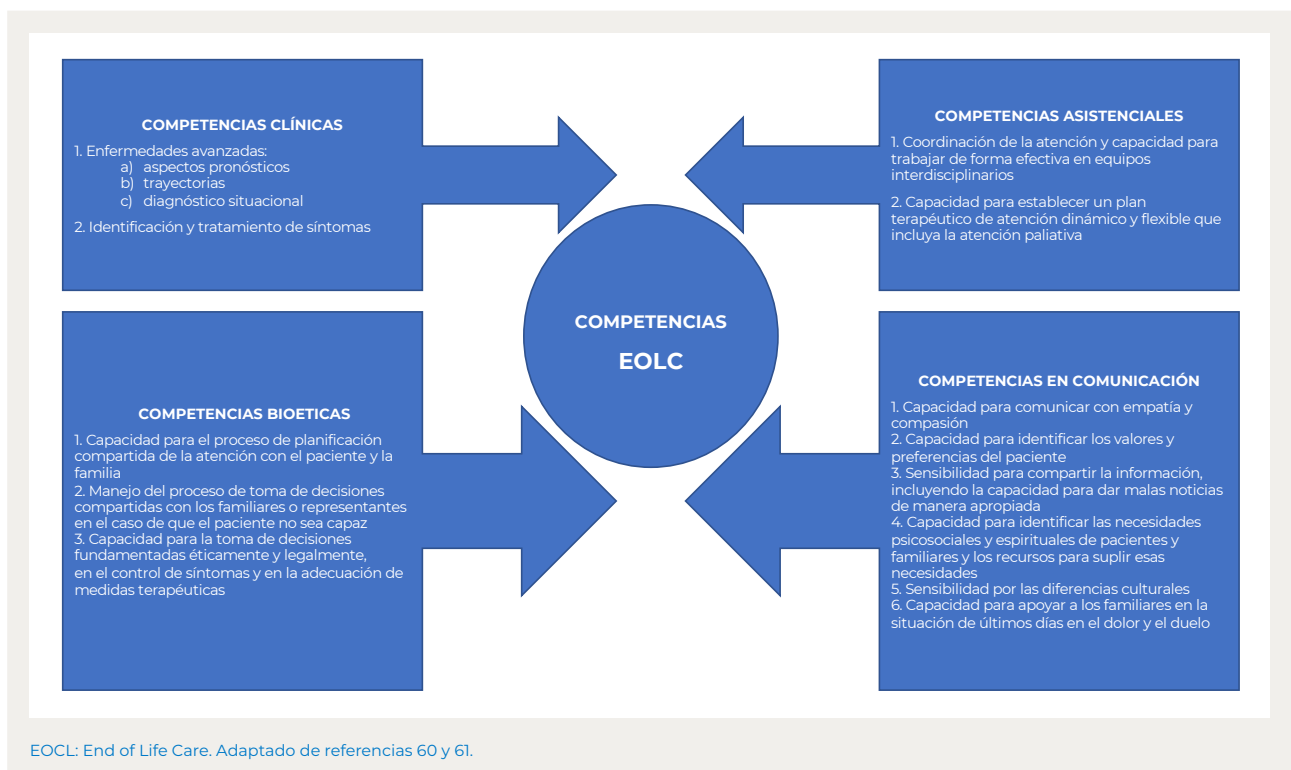 COMPETENCIAS CLÍNICAS
1. Enfermedades avanzadas:
a) aspectos pronósticos
b) trayectorias
c) diagnóstico situacional
2. Identificación y tratamiento de síntomas
COMPETENCIAS ASISTENCIALES
1. Coordinación de la atención y capacidad para
trabajar de forma efectiva en equipos
interdisciplinarios
2. Capacidad para establecer un plan
terapéutico de atención dinámico y flexible que
incluya la atención paliativa
COMPETENCIAS
EOLC
COMPETENCIAS BIOETICAS
1. Capacidad para el proceso de planificación
compartida de la atención con el paciente y la
familia
2. Manejo del proceso de toma de decisiones
compartidas con los familiares o representantes
en el caso de que el paciente no sea capaz
3. Capacidad para la toma de decisiones
fundamentadas éticamente y legalmente,
en el control de síntomas y en la adecuación de
medidas terapéuticas
COMPETENCIAS EN COMUNICACIÓN
1. Capacidad para comunicar con empatía y
compasión
2. Capacidad para identificar los valores y
preferencias del paciente
3. Sensibilidad para compartir la información,
incluyendo la capacidad para dar malas noticias
de manera apropiada
4. Capacidad para identificar las necesidades
psicosociales y espirituales de pacientes y
familiares y los recursos para suplir esas
necesidades
5. Sensibilidad por las diferencias culturales
6. Capacidad para apoyar a los familiares en la
situación de últimos días en el dolor y el duelo
EOCL: End of Life Care. Adaptado de referencias 60 y 61.